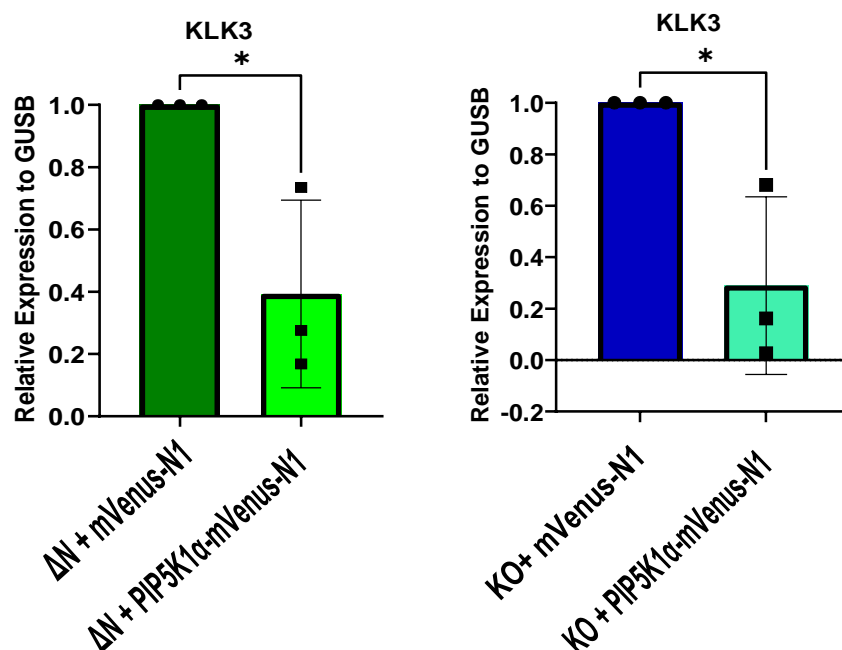 KLK3
*
Relative Expression to GUSB
1.0
0.8
0.6
0.4
0.2
0.0
ΔN + mVenus-N1
ΔN + PIP5K1α-mVenus-N1
KLK3
*
Relative Expression to GUSB
1.0
0.8
0.6
0.4
0.2
0.0
-0.2
KO+ mVenus-N1
KO + PIP5K1α-mVenus-N1